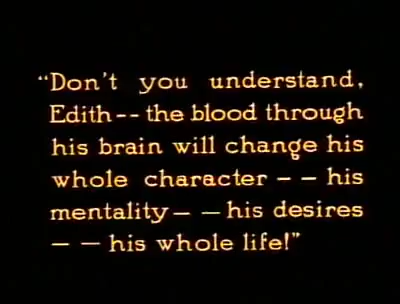 “Don't you understand,
Edith-- the blood through
his brain will change his
whole character - - his
mentality- - his desires
- - his whole life!”